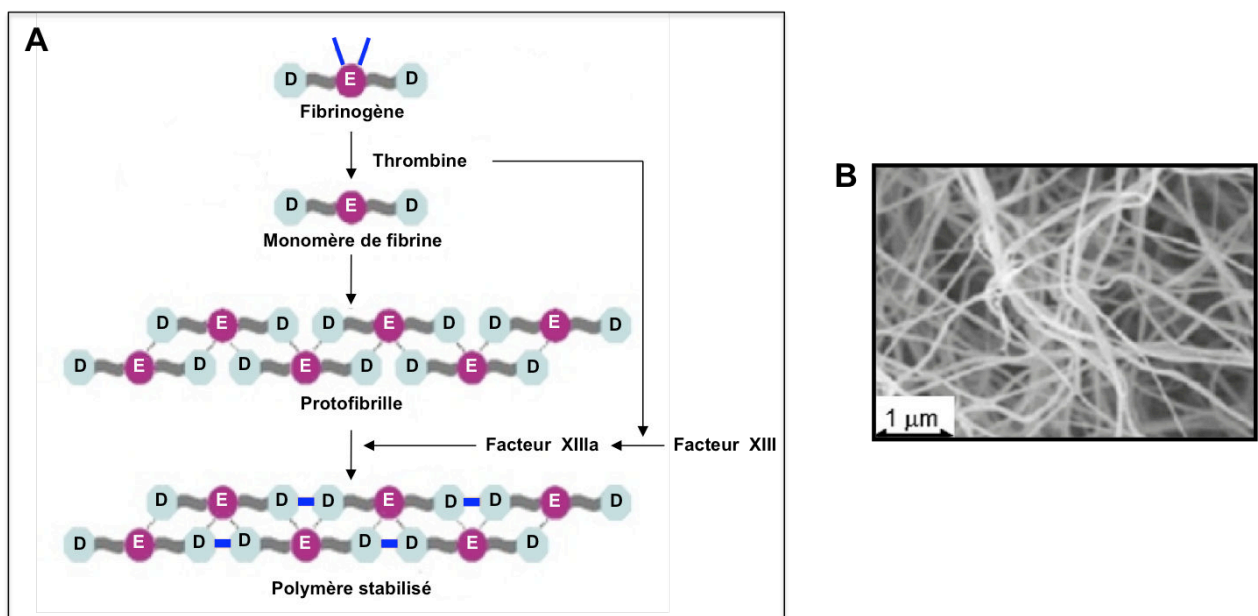 A
D E D
Fibrinogène
Thrombine
D E D
Monomère de fibrine
D E D D E D D E D
D E D D E D D E D
Protofibrille
Facteur XIIIa Facteur XIII
D E D D E D D E D
D E D D E D D E D
Polymère stabilisé
B
1 µm